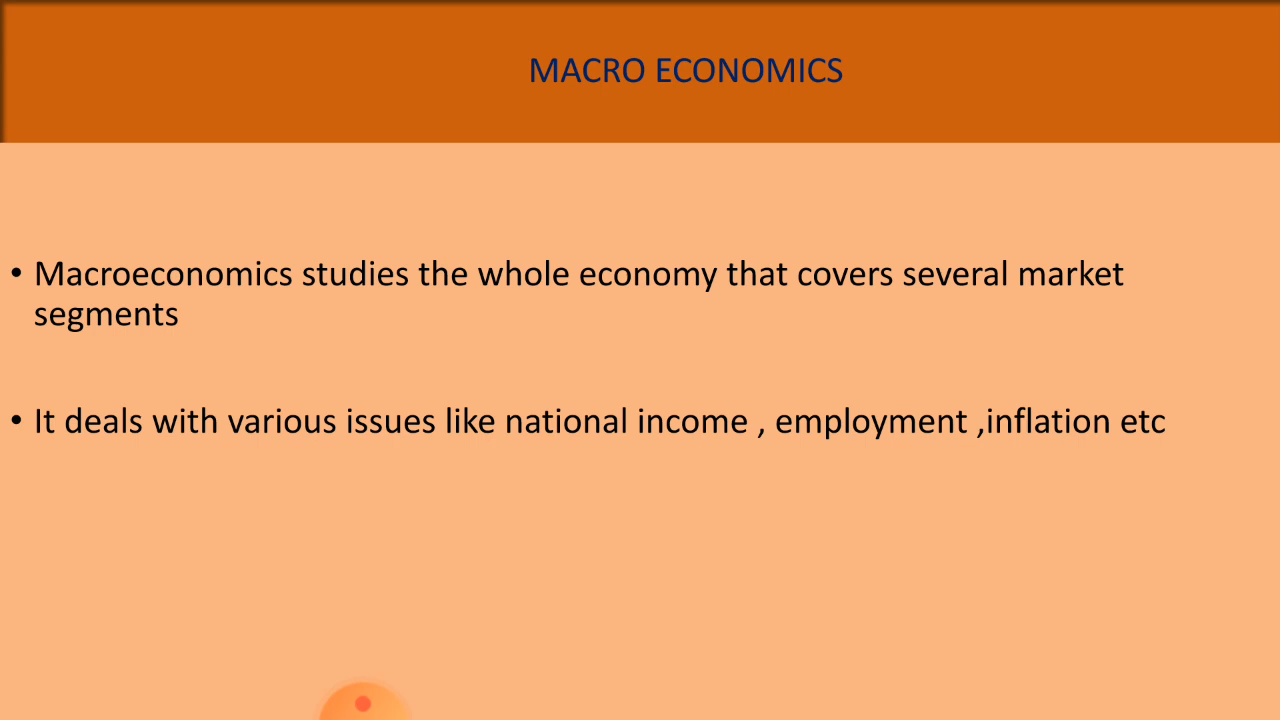 MACRO ECONOMICS
• Macroeconomics studies the whole economy that covers several market
segments
• It deals with various issues like national income , employment ,inflation etc